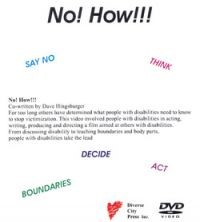 No! How!!!
SAY NO
THINK
No! How!!!
Co-written by Dave Hingsburger
For too long others have determined what people with disabilities need to know
to stop victimization. This video involved people with disabilities in acting,
writing, producing and directing a film aimed at others with disabilities.
From discussing disability to teaching boundaries and body parts,
people with disabilities take the lead
DECIDE
ACT
BOUNDARIES
Diverse
City
Press Inc.
DVD
VIDEO